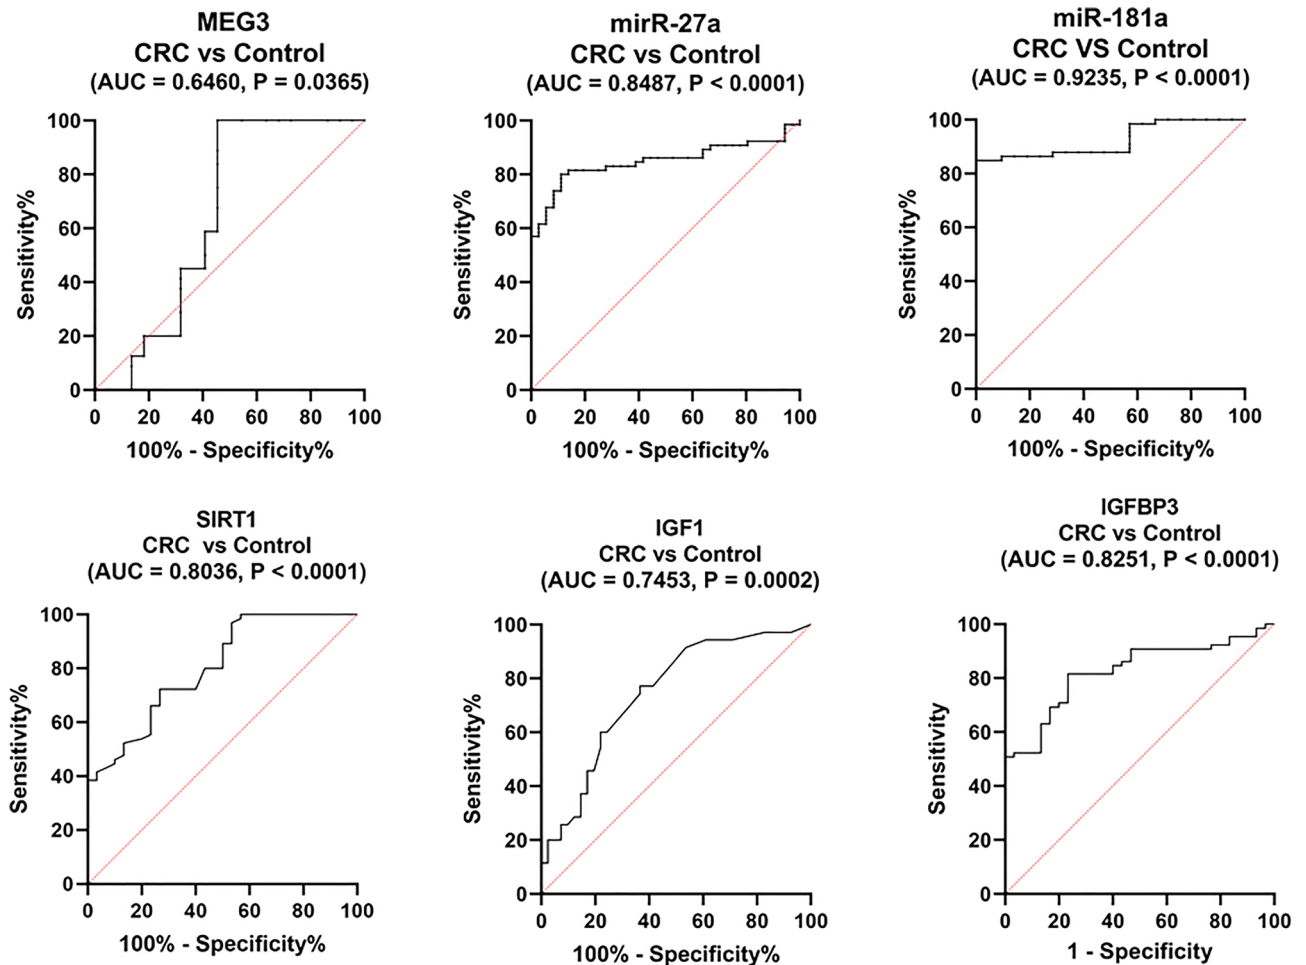 MEG3
CRC vs Control
(AUC = 0.6460, P = 0.0365)
100
80
60
40
20
0
Sensitivity%
0 20 40 60 80 100
100% - Specificity%
mirR-27a
CRC vs Control
(AUC = 0.8487, P < 0.0001)
100
80
60
40
20
0
Sensitivity%
0 20 40 60 80 100
100% - Specificity%
miR-181a
CRC VS Control
(AUC = 0.9235, P < 0.0001)
100
80
60
40
20
0
Sensitivity%
0 20 40 60 80 100
100% - Specificity%
SIRT1
CRC vs Control
(AUC = 0.8036, P < 0.0001)
100
80
60
40
20
0
Sensitivity%
0 20 40 60 80 100
100% - Specificity%
IGF1
CRC vs Control
(AUC = 0.7453, P = 0.0002)
100
80
60
40
20
0
Sensitivity%
0 20 40 60 80 100
100% - Specificity%
IGFBP3
CRC vs Control
(AUC = 0.8251, P < 0.0001)
100
80
60
40
20
0
Sensitivity
0 20 40 60 80 100
1 - Specificity